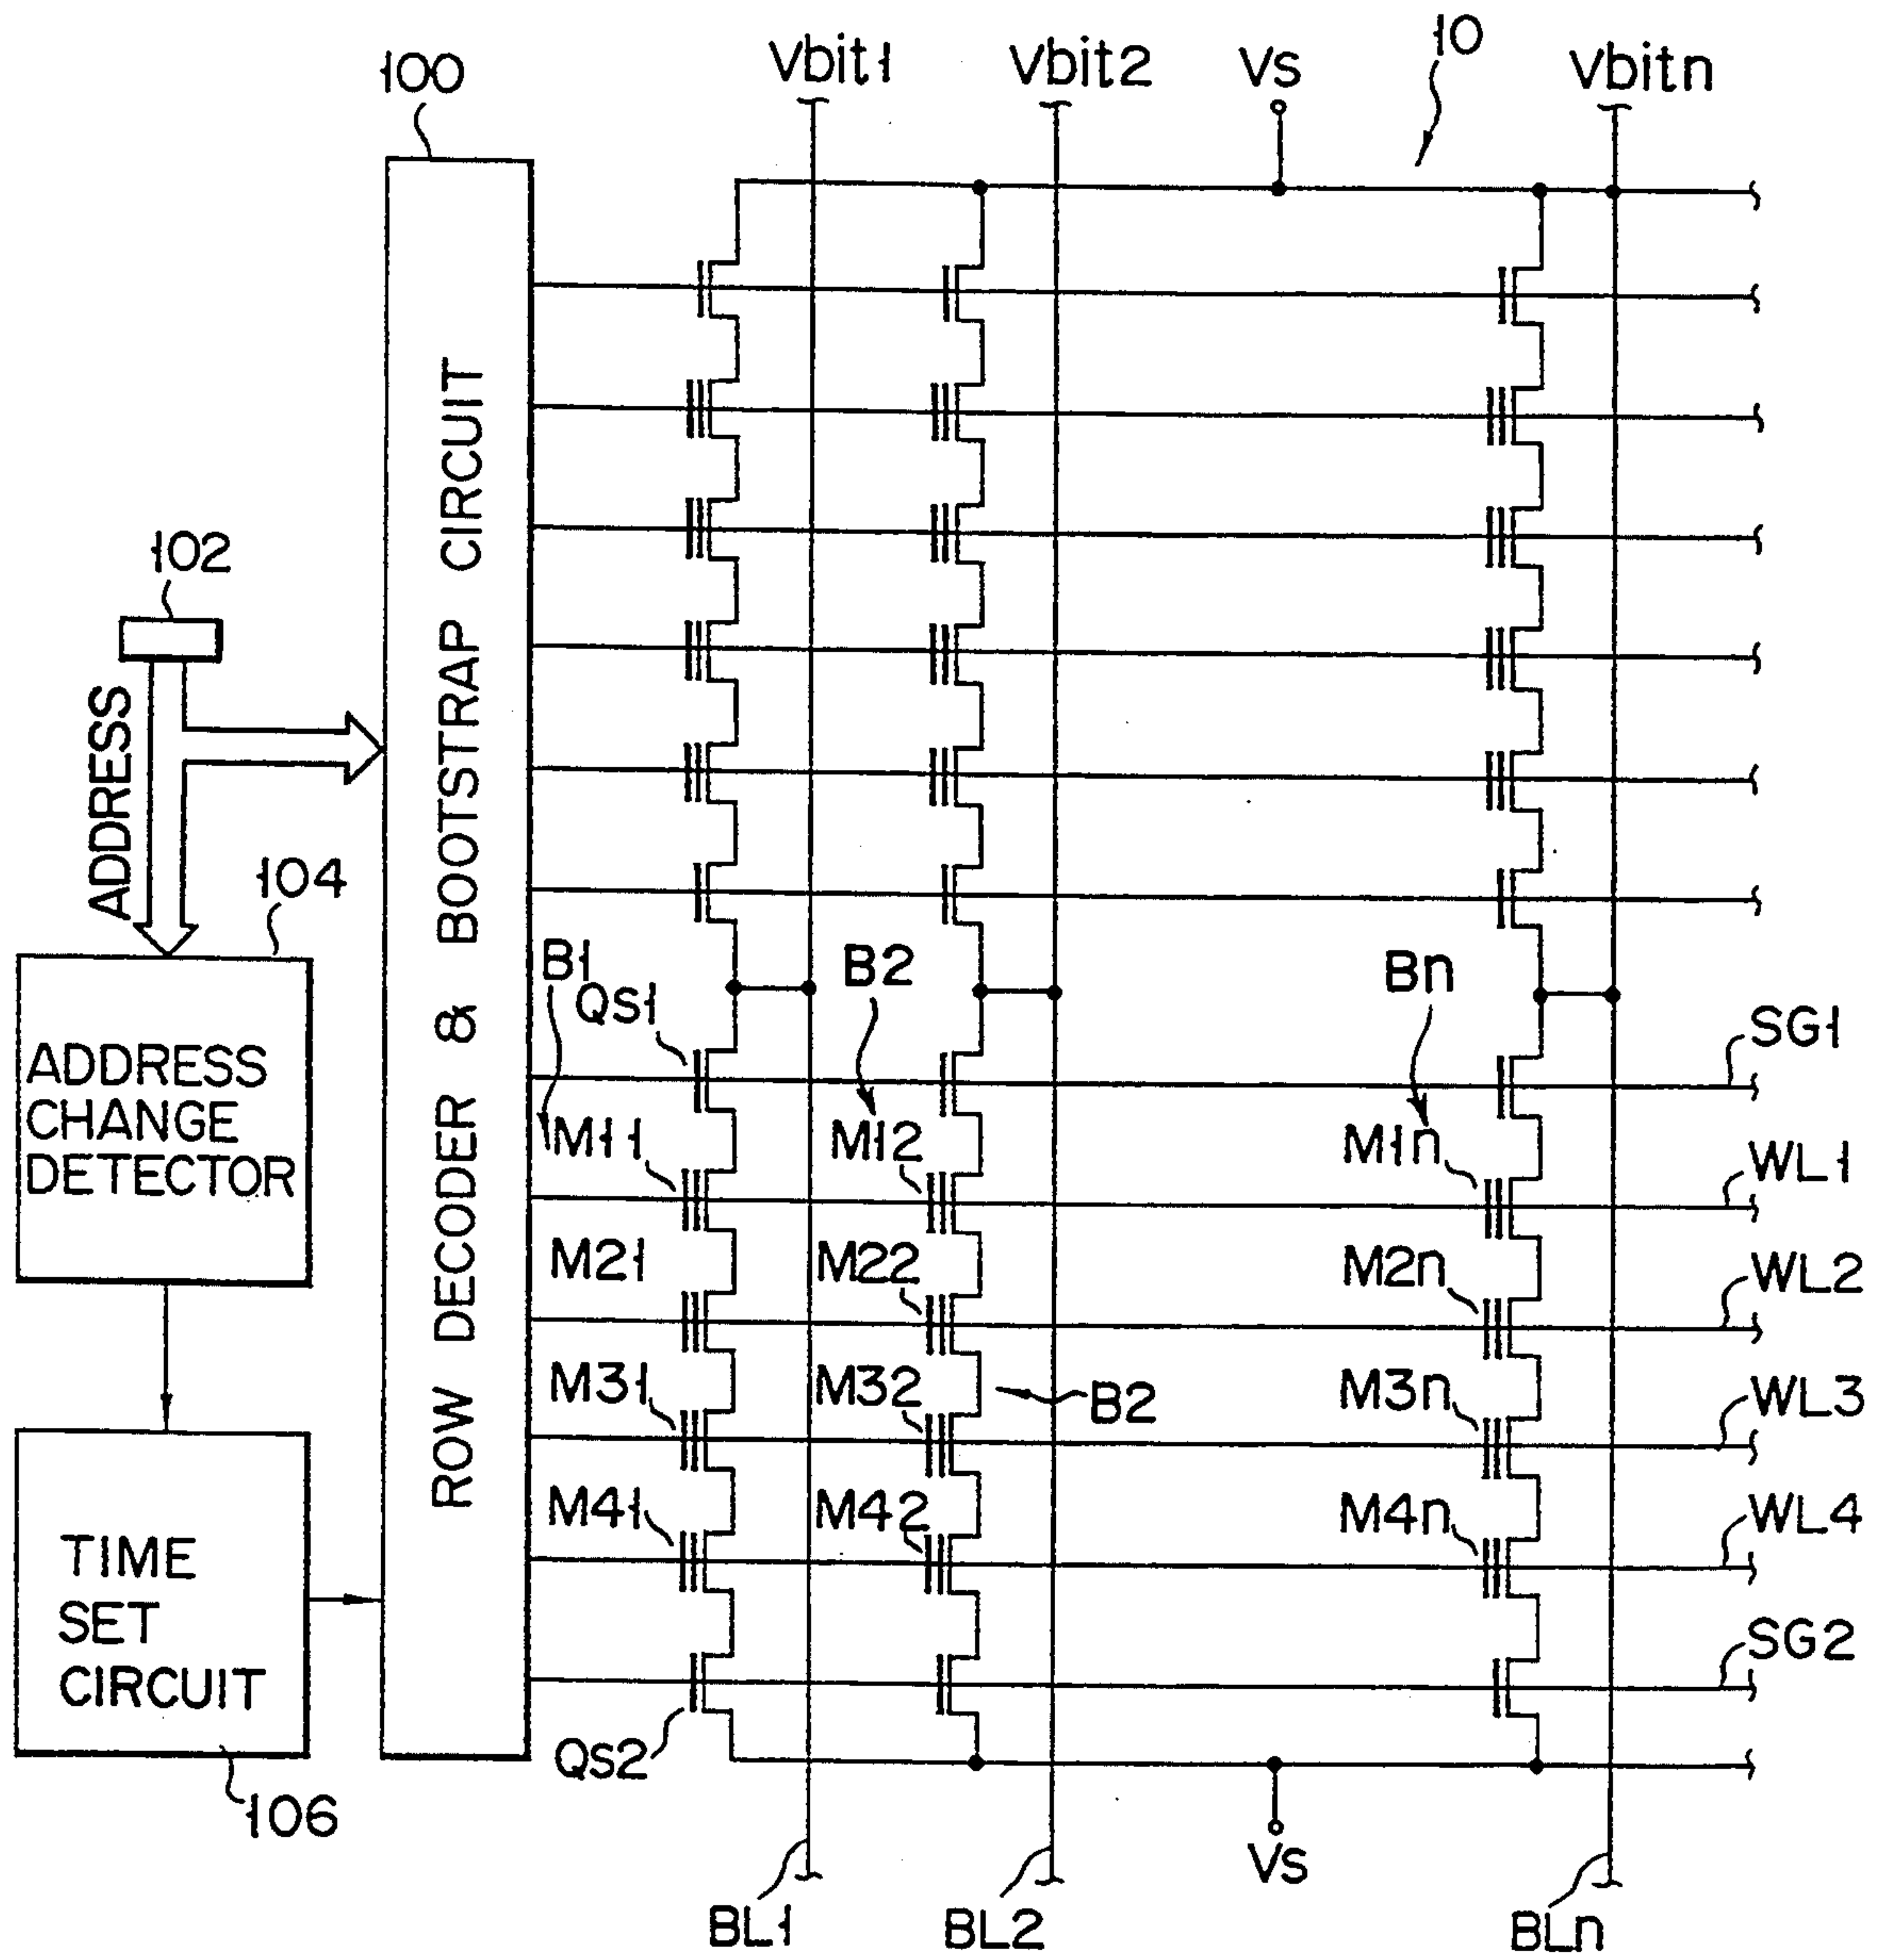 10
Vbit1 Vbit2 Vs Vbitn
100
102
ADDRESS
104
ADDRESS
CHANGE
DETECTOR
TIME
SET
CIRCUIT
106
ROW DECODER & BOOTSTRAP CIRCUIT
B1 B2 Bn
QS1
SG1
M11 M12 M1n WL1
M21 M22 M2n WL2
M31 M32 B2 M3n WL3
M41 M42 M4n WL4
SG2
QS2
Vs
BL1 BL2 BLn